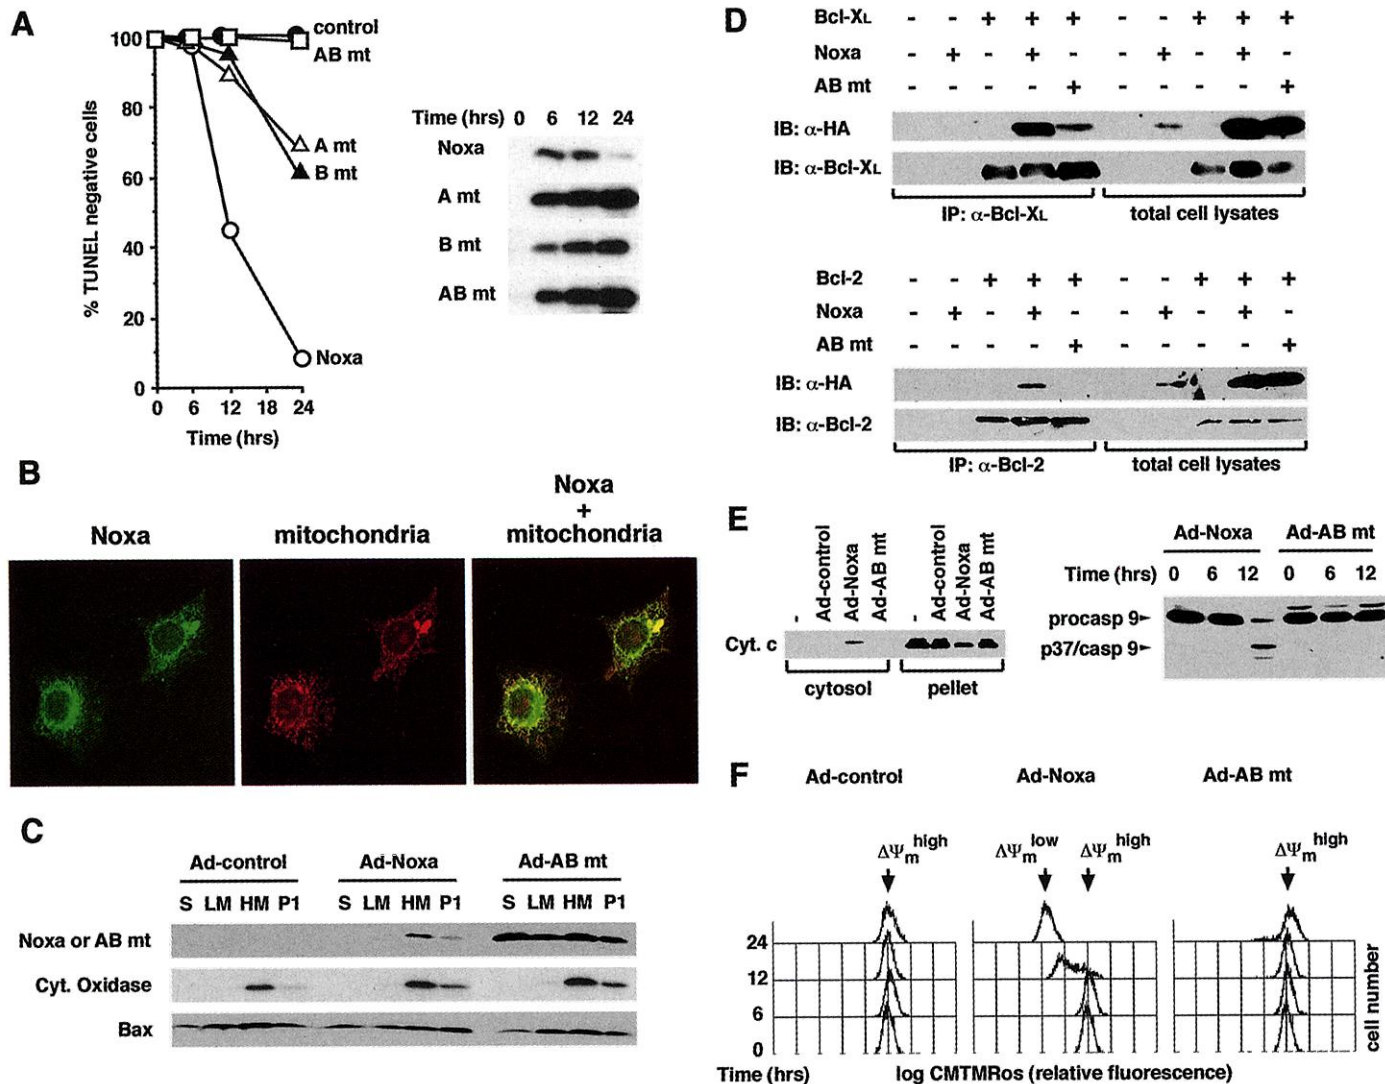 A
control
AB mt
A mt
B mt
Noxa
100
80
60
40
20
0
% TUNEL negative cells
0 6 12 18 24
Time (hrs)
Time (hrs) 0 6 12 24
Noxa
A mt
B mt
AB mt
B
Noxa
mitochondria
Noxa
+
mitochondria
C
Ad-control Ad-Noxa Ad-AB mt
S LM HM P1 S LM HM P1 S LM HM P1
Noxa or AB mt
Cyt. Oxidase
Bax
D
Bcl-XL - - + + + - - + + +
Noxa - + - + - - + - + -
AB mt - - - - + - - - - +
IB: α-HA
IB: α-Bcl-XL
IP: α-Bcl-XL total cell lysates
Bcl-2 - - + + + - - + + +
Noxa - + - + - - + - + -
AB mt - - - - + - - - - +
IB: α-HA
IB: α-Bcl-2
IP: α-Bcl-2 total cell lysates
E
- Ad-control Ad-Noxa Ad-AB mt - Ad-control Ad-Noxa Ad-AB mt
Cyt. c
cytosol pellet
Ad-Noxa Ad-AB mt
Time (hrs) 0 6 12 0 6 12
procasp 9
p37/casp 9
F
Ad-control Ad-Noxa Ad-AB mt
ΔΨm high ΔΨm low ΔΨm high ΔΨm high
24
12
6
0
cell number
Time (hrs) log CMTMRos (relative fluorescence)